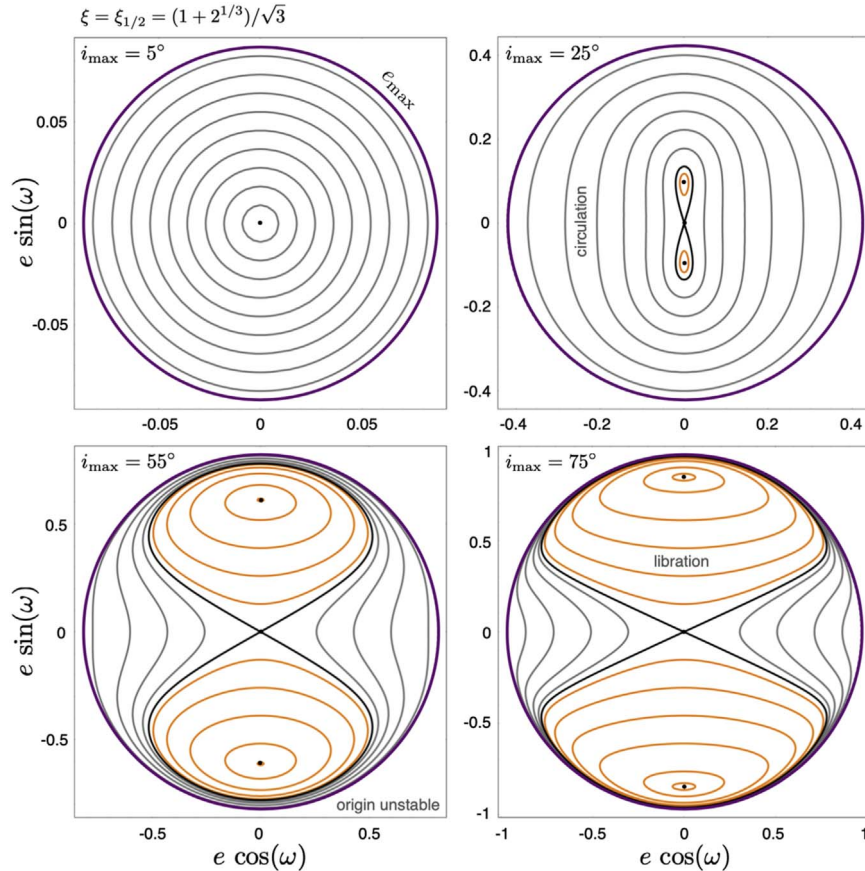 ξ = ξ_{1/2} = (1 + 2^{1/3})/√3
i_max = 5°
e_max
0.05
0
-0.05
-0.05
0
0.05
e sin(ω)
i_max = 25°
circulation
0.4
0.2
0
-0.2
-0.4
-0.4
-0.2
0
0.2
0.4
i_max = 55°
origin unstable
0.5
0
-0.5
-0.5
0
0.5
e sin(ω)
e cos(ω)
i_max = 75°
libration
1
0.5
0
-0.5
-1
-1
-0.5
0
0.5
1
e cos(ω)